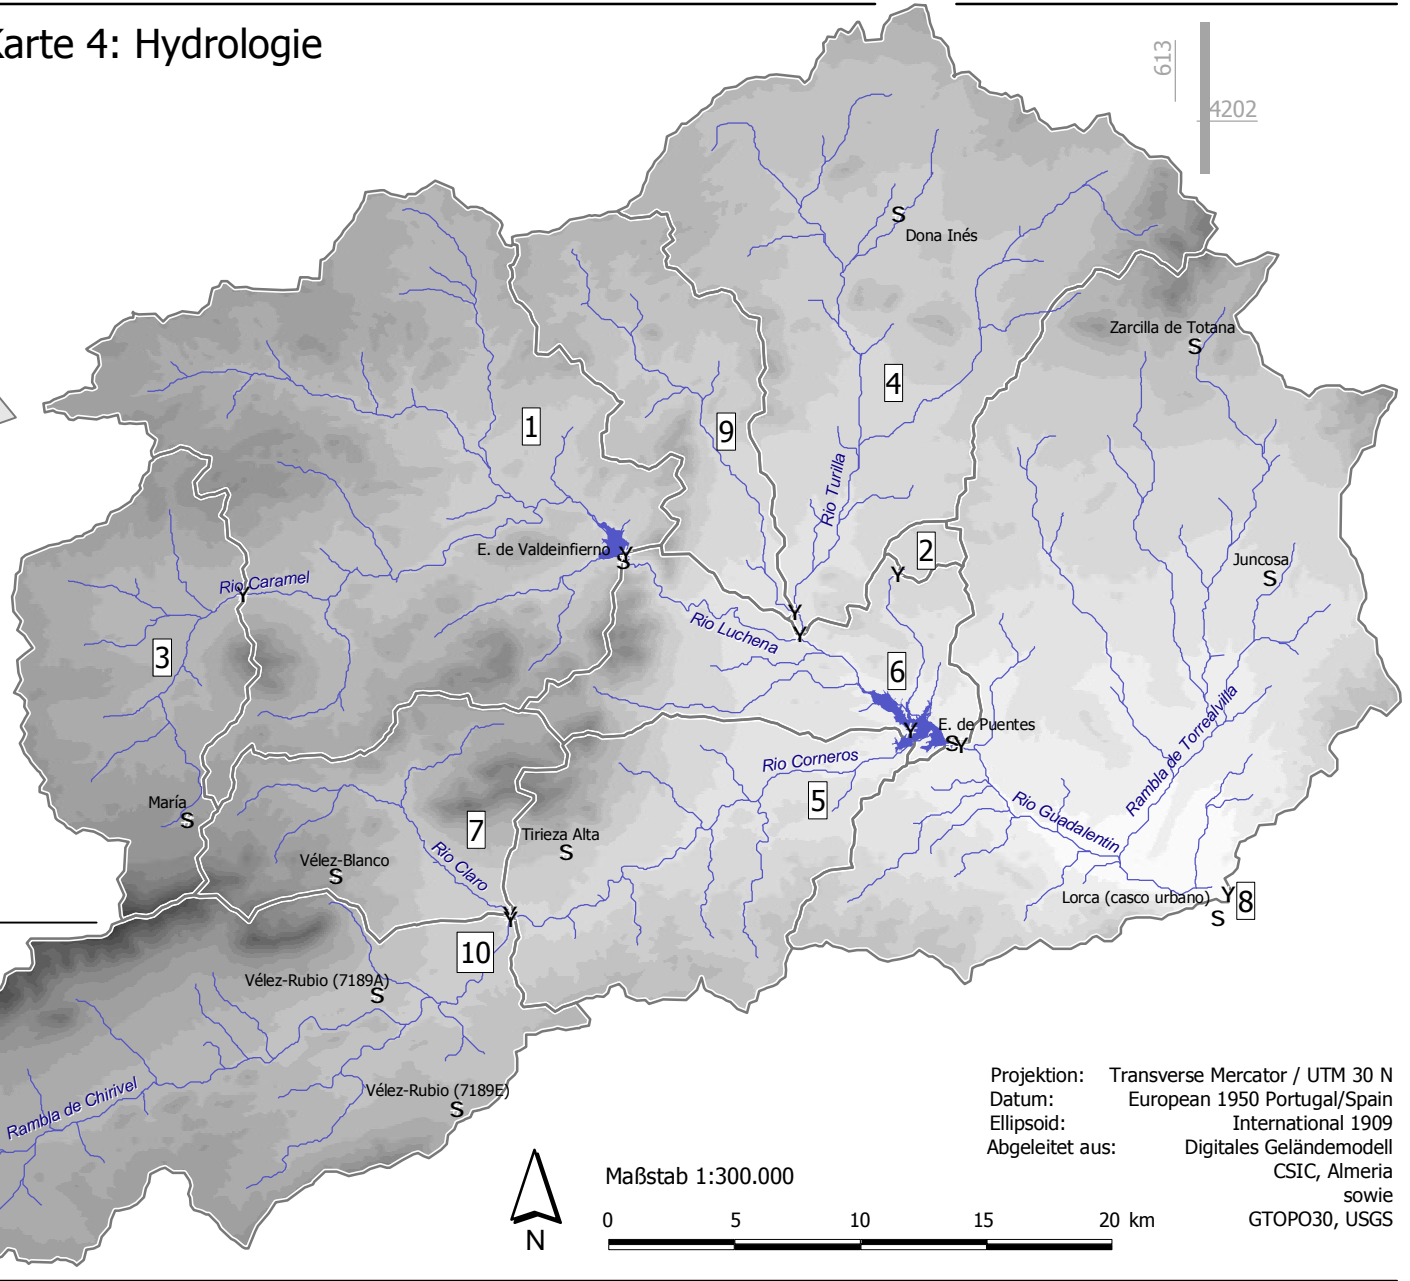 Karte 4: Hydrologie
613
4202
Dona Inés
Zarcilla de Totana
4
1
9
Rio Turilla
2
E. de Valdeinfierno
Juncosa
Rio Caramel
Rio Luchena
3
6
E. de Puentes
Rambla de Torrealvilla
Rio Corneros
5
María
Rio Guadalentin
7
Tirieza Alta
Rio Claro
Vélez-Blanco
Lorca (casco urbano)
8
10
Vélez-Rubio (7189A)
Vélez-Rubio (7189E)
Rambla de Chirivel
Projektion: Transverse Mercator / UTM 30 N
Datum: European 1950 Portugal/Spain
Ellipsoid: International 1909
Abgeleitet aus: Digitales Geländemodell
CSIC, Almeria
sowie
GTOPO30, USGS
Maßstab 1:300.000
0 5 10 15 20 km
N